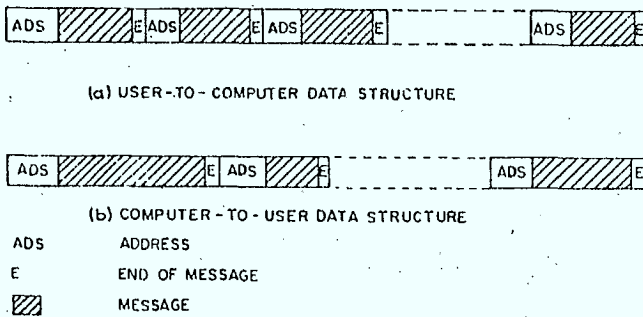 ADS E ADS E ADS E ADS E
(a) USER-TO-COMPUTER DATA STRUCTURE
ADS E ADS E ADS E
(b) COMPUTER-TO-USER DATA STRUCTURE
ADS ADDRESS
E END OF MESSAGE
MESSAGE